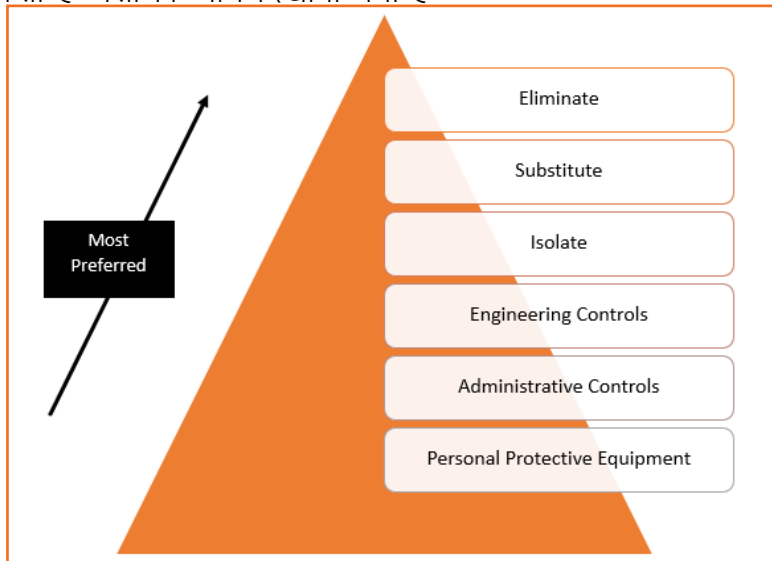 Eliminate
Substitute
Isolate
Most
Preferred
Engineering Controls
Administrative Controls
Personal Protective Equipment